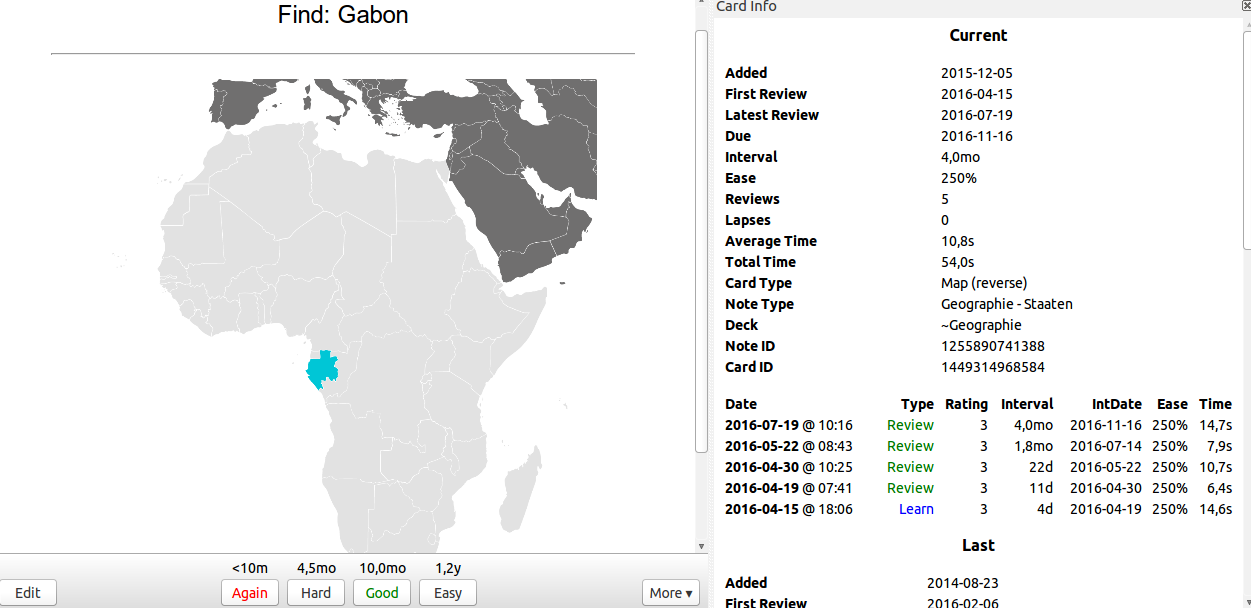 Find: Gabon
<10m 4,5mo 10,0mo 1,2y
Edit Again Hard Good Easy More ▾
Card Info
Current
Added 2015-12-05
First Review 2016-04-15
Latest Review 2016-07-19
Due 2016-11-16
Interval 4,0mo
Ease 250%
Reviews 5
Lapses 0
Average Time 10,8s
Total Time 54,0s
Card Type Map (reverse)
Note Type Geographie - Staaten
Deck ~Geographie
Note ID 1255890741388
Card ID 1449314968584
Date Type Rating Interval IntDate Ease Time
2016-07-19 @ 10:16 Review 3 4,0mo 2016-11-16 250% 14,7s
2016-05-22 @ 08:43 Review 3 1,8mo 2016-07-14 250% 7,9s
2016-04-30 @ 10:25 Review 3 22d 2016-05-22 250% 10,7s
2016-04-19 @ 07:41 Review 3 11d 2016-04-30 250% 6,4s
2016-04-15 @ 18:06 Learn 3 4d 2016-04-19 250% 14,6s
Last
Added 2014-08-23
First Review 2016-02-06